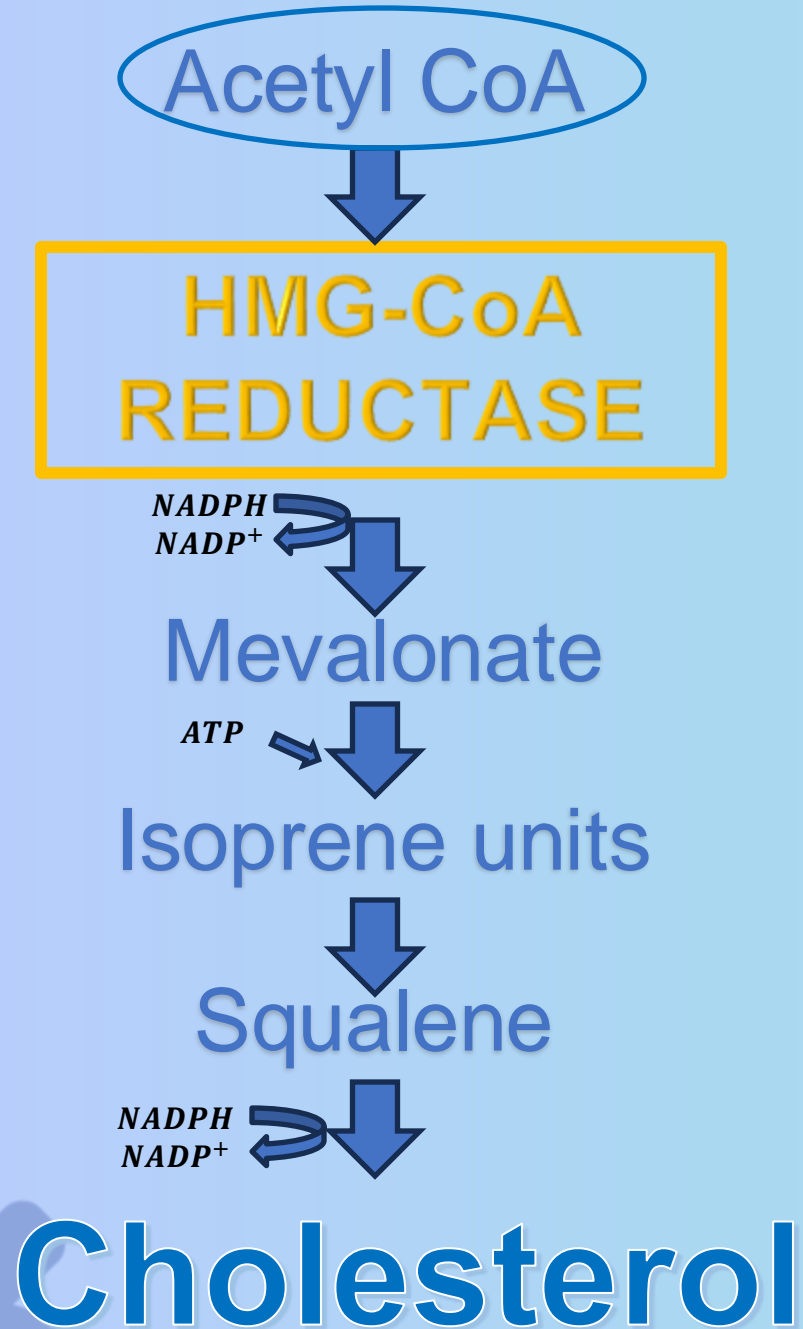 Acetyl CoA
HMG-CoA
REDUCTASE
NADPH
NADP⁺
Mevalonate
ATP
Isoprene units
Squalene
NADPH
NADP⁺
Cholesterol